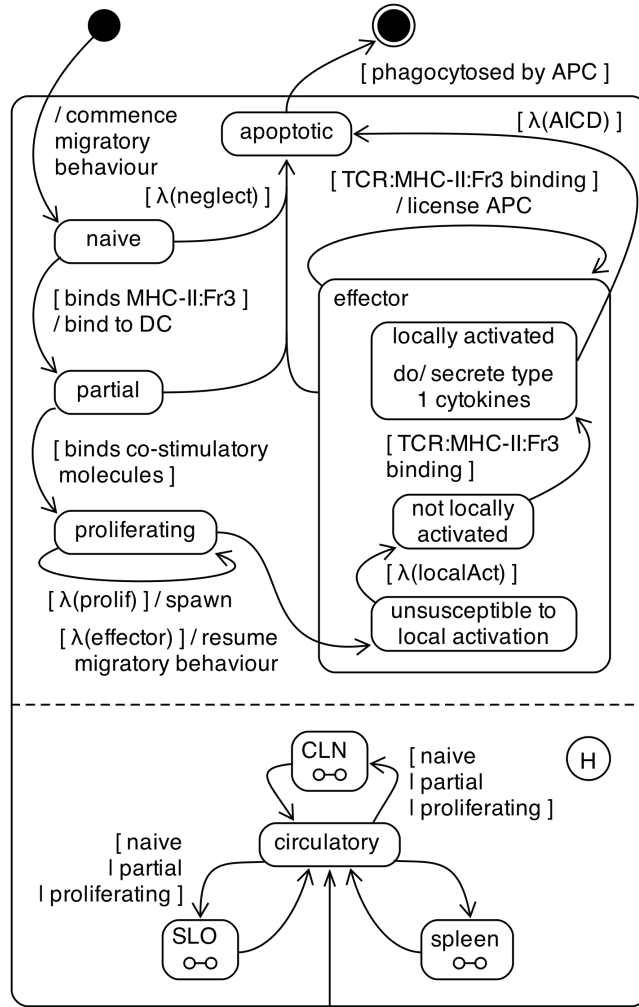 [ phagocytosed by APC ]
/ commence
migratory
behaviour
apoptotic
[ λ(AICD) ]
[ λ(neglect) ]
[ TCR:MHC-II:Fr3 binding ]
/ license APC
naive
[ binds MHC-II:Fr3 ]
/ bind to DC
effector
locally activated
do/ secrete type
1 cytokines
partial
[ binds co-stimulatory
molecules ]
[ TCR:MHC-II:Fr3
binding ]
proliferating
not locally
activated
[ λ(localAct) ]
[ λ(prolif) ] / spawn
unsusceptible to
local activation
[ λ(effector) ] / resume
migratory behaviour
CLN
[ naive
| partial
| proliferating ]
H
circulatory
[ naive
| partial
| proliferating ]
SLO
spleen